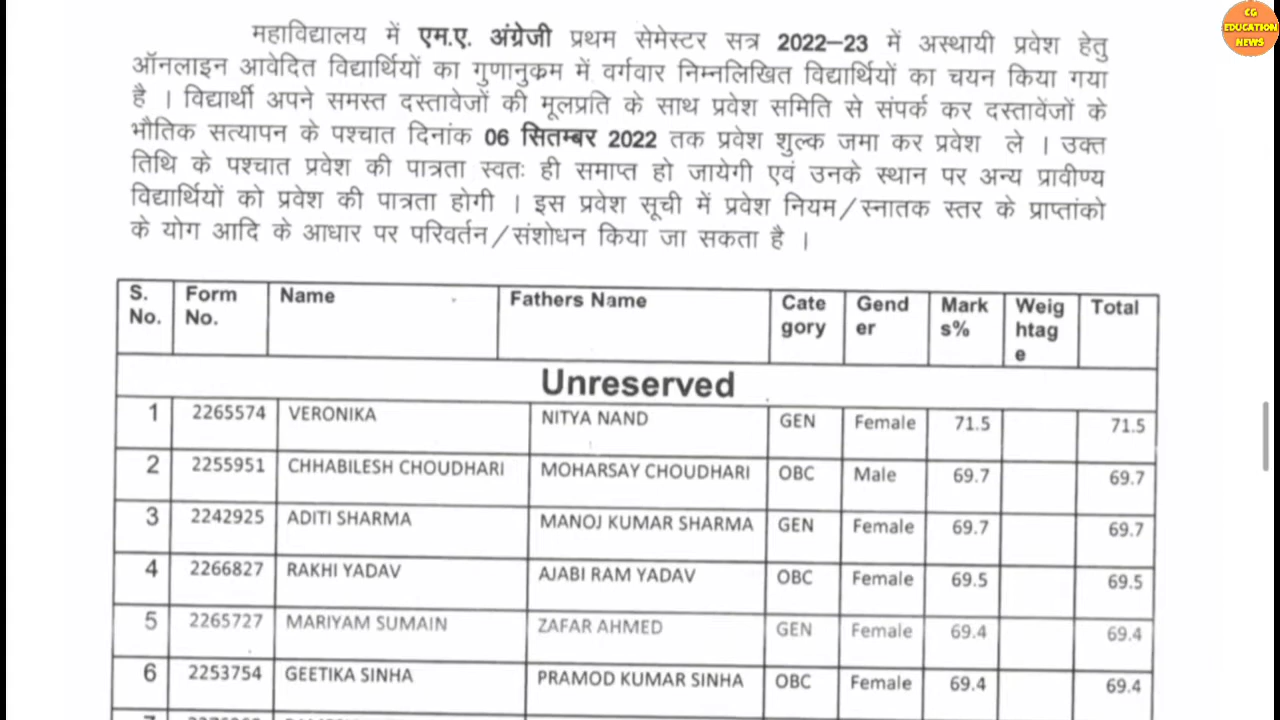 CG
EDUCATION
NEWS
महाविद्यालय में एम.ए. अंग्रेजी प्रथम सेमेस्टर सत्र 2022–23 में अस्थायी प्रवेश हेतु
ऑनलाइन आवेदित विद्यार्थियों का गुणानुक्रम में वर्गवार निम्नलिखित विद्यार्थियों का चयन किया गया
है । विद्यार्थी अपने समस्त दस्तावेजों की मूलप्रति के साथ प्रवेश समिति से संपर्क कर दस्तावेंजों के
भौतिक सत्यापन के पश्चात दिनांक 06 सितम्बर 2022 तक प्रवेश शुल्क जमा कर प्रवेश ले । उक्त
तिथि के पश्चात प्रवेश की पात्रता स्वतः ही समाप्त हो जायेगी एवं उनके स्थान पर अन्य प्रावीण्य
विद्यार्थियों को प्रवेश की पात्रता होगी । इस प्रवेश सूची में प्रवेश नियम/स्नातक स्तर के प्राप्तांको
के योग आदि के आधार पर परिवर्तन/संशोधन किया जा सकता है ।
S. No. Form No. Name Fathers Name Cate gory Gend er Mark s% Weig htag e Total
Unreserved
1 2265574 VERONIKA NITYA NAND GEN Female 71.5 71.5
2 2255951 CHHABILESH CHOUDHARI MOHARSAY CHOUDHARI OBC Male 69.7 69.7
3 2242925 ADITI SHARMA MANOJ KUMAR SHARMA GEN Female 69.7 69.7
4 2266827 RAKHI YADAV AJABI RAM YADAV OBC Female 69.5 69.5
5 2265727 MARIYAM SUMAIN ZAFAR AHMED GEN Female 69.4 69.4
6 2253754 GEETIKA SINHA PRAMOD KUMAR SINHA OBC Female 69.4 69.4